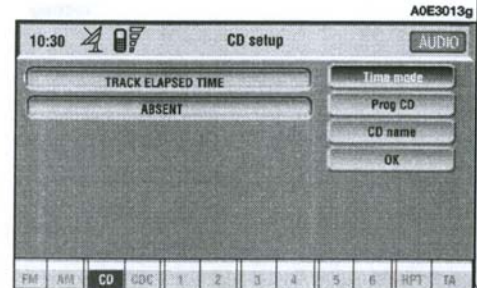 A0E3013g
10:30 CD setup AUDIO
TRACK ELAPSED TIME
ABSENT
Time mode
Prog CD
CD name
OK
FM AM CD CDC 1 2 3 4 5 6 RPT TA